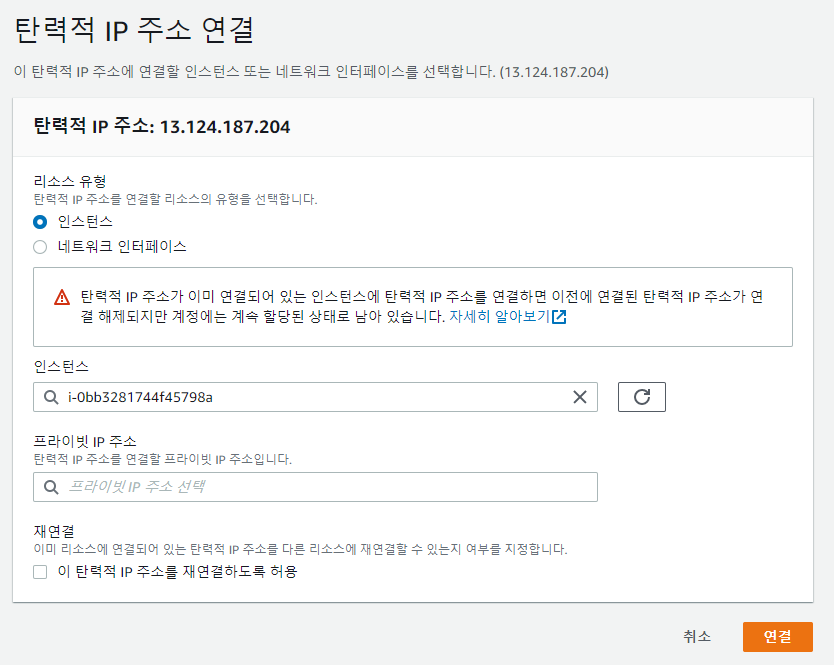 탄력적 IP 주소 연결
이 탄력적 IP 주소에 연결할 인스턴스 또는 네트워크 인터페이스를 선택합니다. (13.124.187.204)
탄력적 IP 주소: 13.124.187.204
리소스 유형
탄력적 IP 주소를 연결할 리소스의 유형을 선택합니다.
인스턴스
네트워크 인터페이스
탄력적 IP 주소가 이미 연결되어 있는 인스턴스에 탄력적 IP 주소를 연결하면 이전에 연결된 탄력적 IP 주소가 연
결 해제되지만 계정에는 계속 할당된 상태로 남아 있습니다. 자세히 알아보기
인스턴스
i-0bb3281744f45798a
프라이빗 IP 주소
탄력적 IP 주소를 연결할 프라이빗 IP 주소입니다.
프라이빗 IP 주소 선택
재연결
이미 리소스에 연결되어 있는 탄력적 IP 주소를 다른 리소스에 재연결할 수 있는지 여부를 지정합니다.
이 탄력적 IP 주소를 재연결하도록 허용
취소 연결